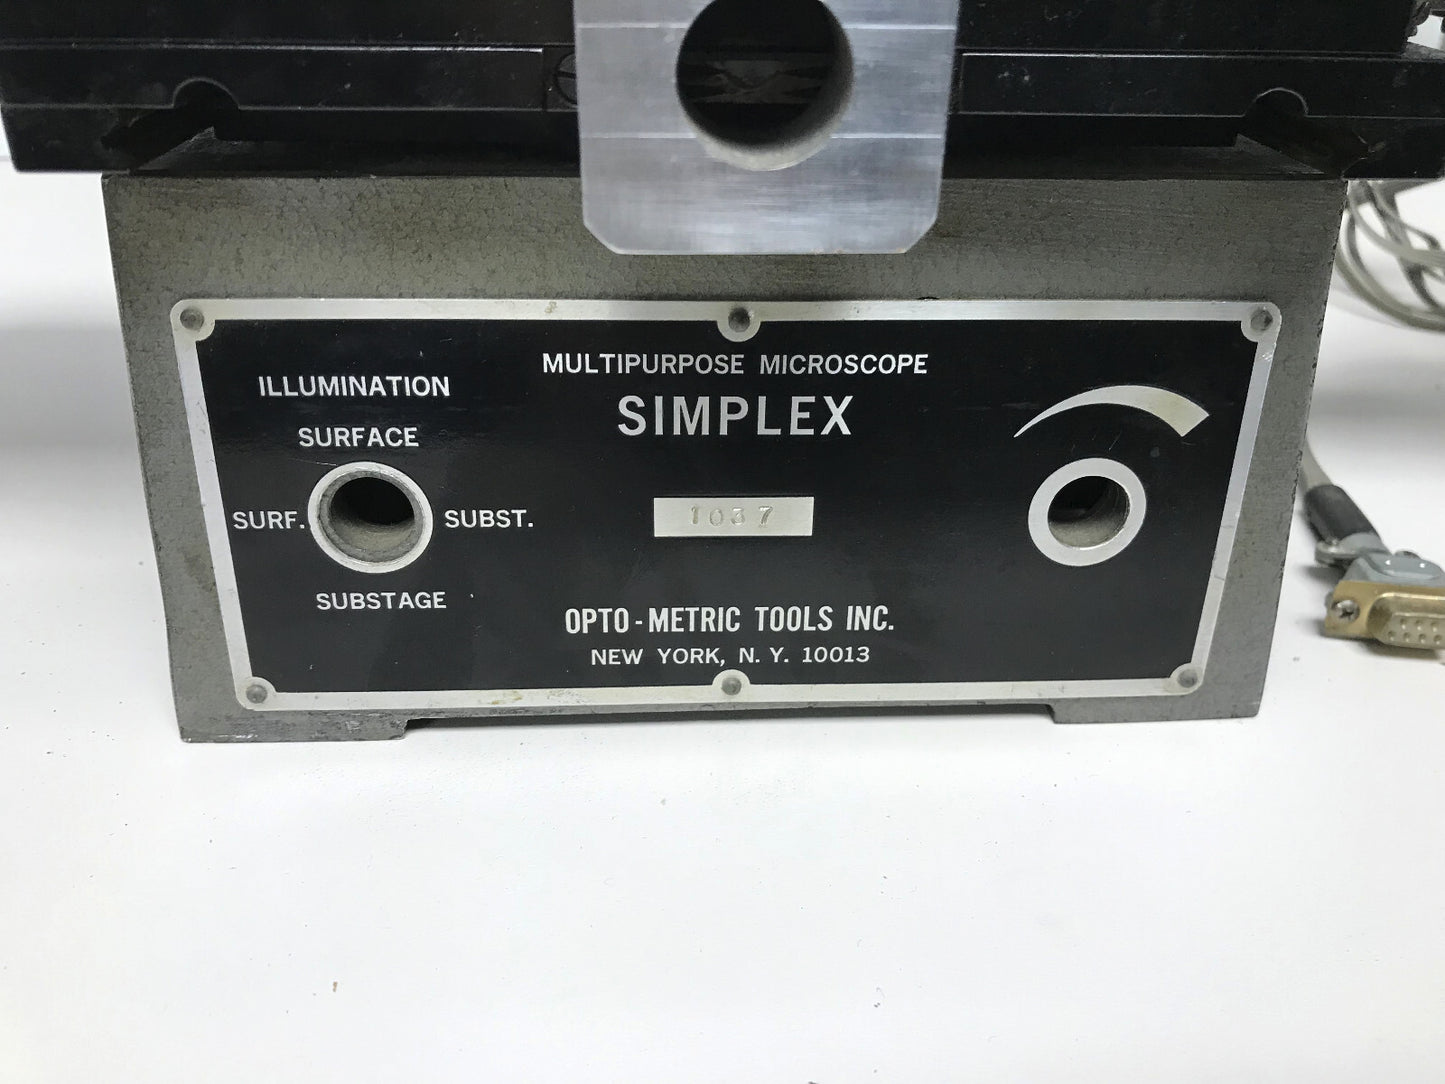 MULTIPURPOSE MICROSCOPE
SIMPLEX
ILLUMINATION
SURFACE
SURF.
SUBST.
SUBSTAGE
1037
OPTO-METRIC TOOLS INC.
NEW YORK, N. Y. 10013